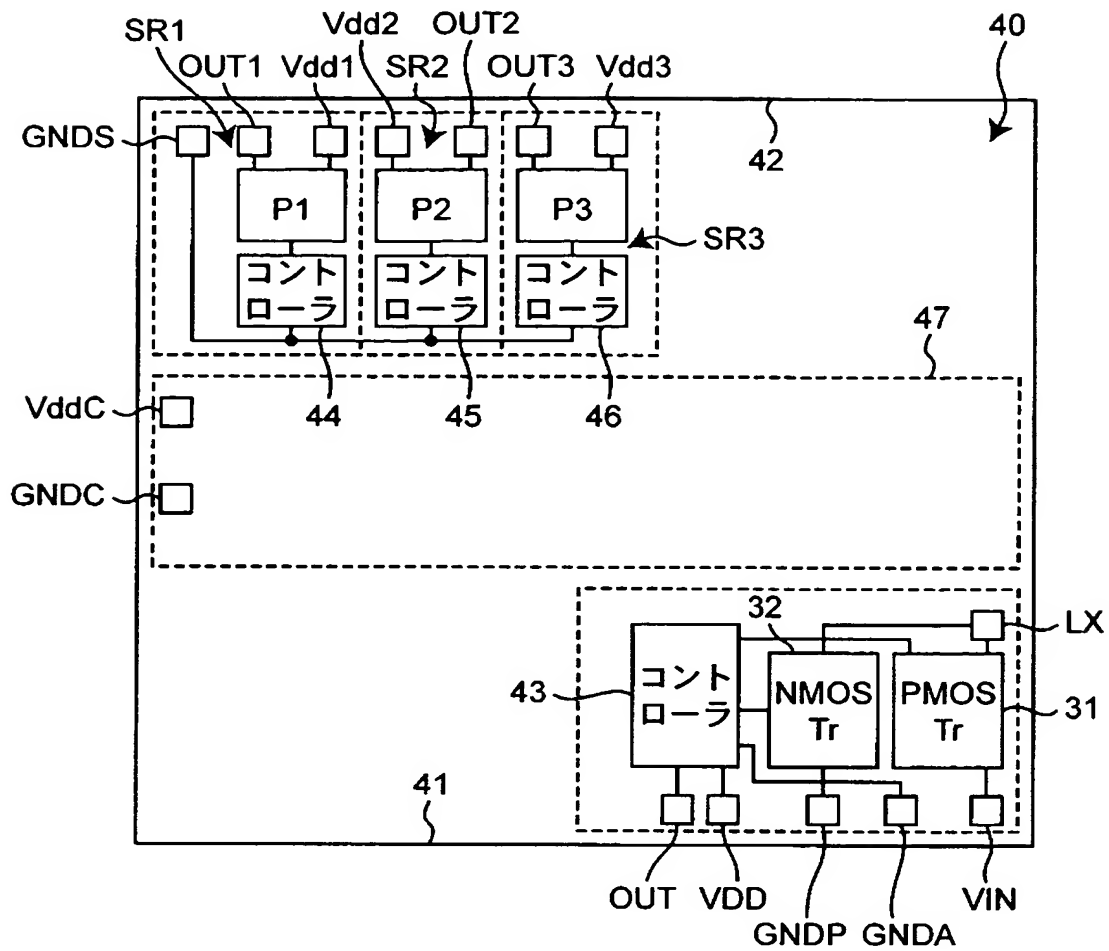 SR1
OUT1
Vdd1
Vdd2
SR2
OUT2
OUT3
Vdd3
40
GNDS
42
P1
P2
P3
SR3
コント
ローラ
コント
ローラ
コント
ローラ
44
45
46
47
VddC
GNDC
32
LX
43
コント
ローラ
NMOS
Tr
PMOS
Tr
31
41
OUT
VDD
GNDP
GNDA
VIN